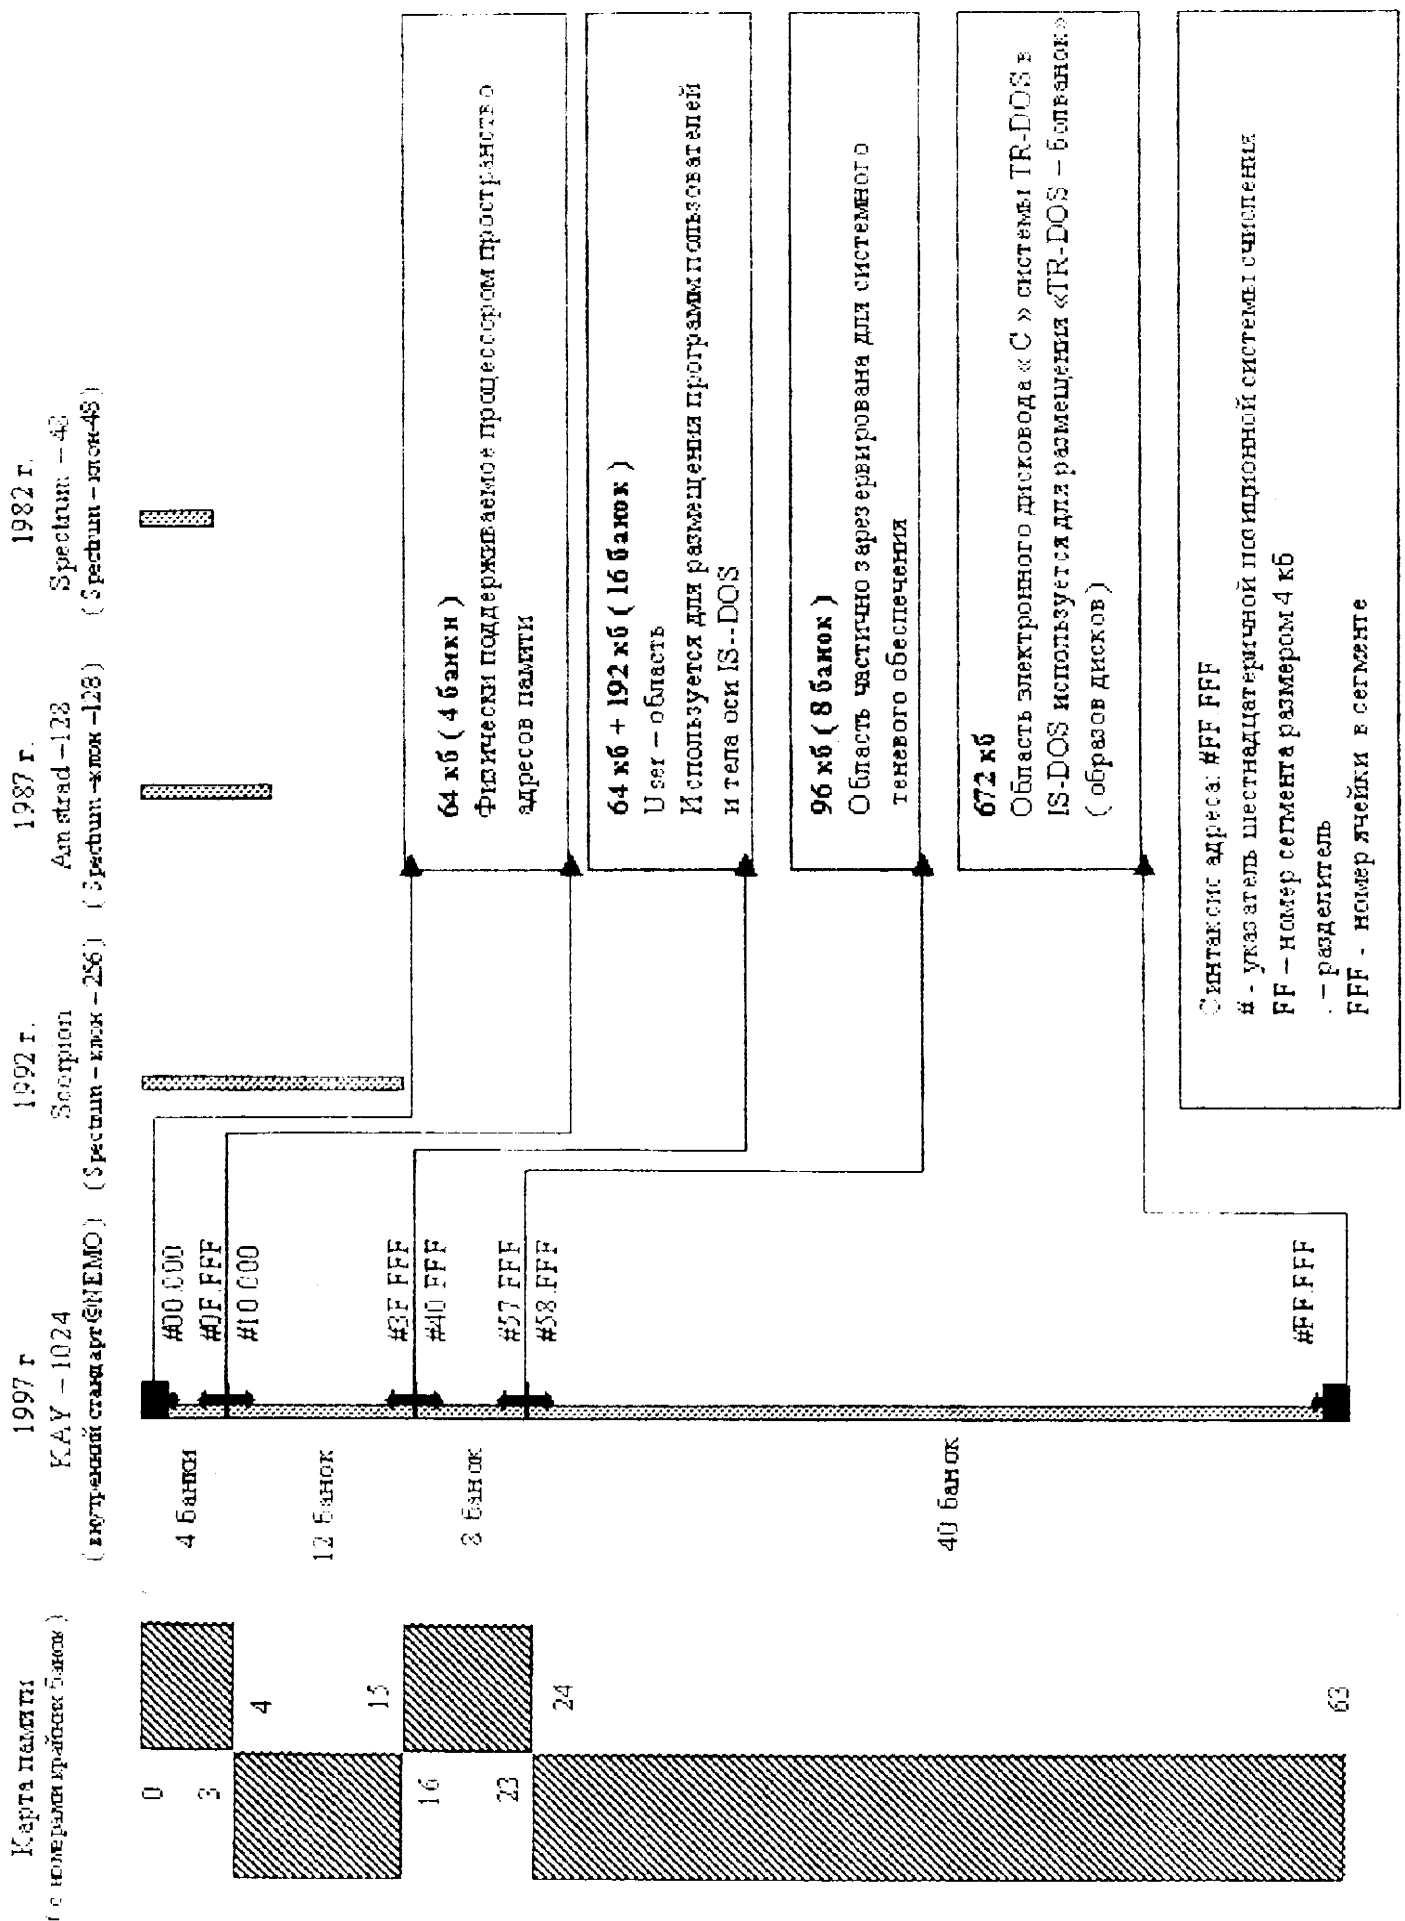 Карта памяти
( с номерами крайних банок )
1997 г
KAY – 1024
( внутренний стандарт@NEMO )
1992 г.
Scorpion
( Spectrum – клон – 256 )
1987 г.
Amstrad –128
( Spectrum –клон –128 )
1982 г.
Spectrum – 48
( Spectrum – клон-48 )
0
3
4
15
16
23
24
63
4 банки
12 банок
8 банок
40 банок
#00.000
#0F.FFF
#10 000
#3F FFF
#40 FFF
#57 FFF
#58.FFF
#FF.FFF
64 кб ( 4 банки )
Физически поддерживаемое процессором пространство
адресов памяти
64 кб + 192 кб ( 16 банок )
User – область
Используется для размещения программ пользователей
и тела оси IS--DOS
96 кб ( 8 банок )
Область частично зарезервирована для системного
теневого обеспечения
672 кб
Область электронного дисковода « С » системы TR-DOS в
IS-DOS используется для размещения «TR-DOS – болванок»
( образов дисков )
Синтаксис адреса: #FF FFF
# - указатель шестнадцатеричной позиционной системы счисления
FF – номер сегмента размером 4 кб
. – разделитель
FFF - номер ячейки в сегменте